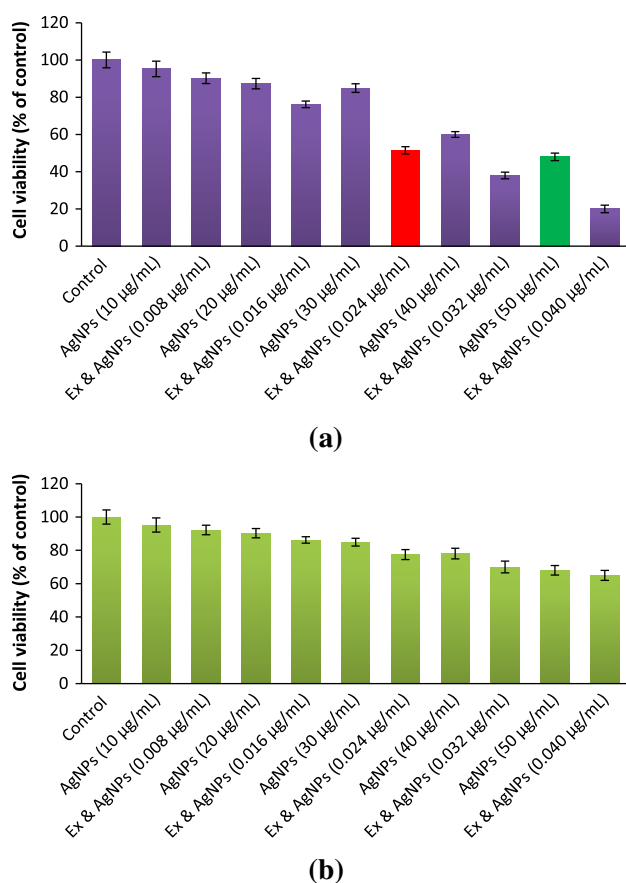 Cell viability (% of control)
120
100
80
60
40
20
0
Control
AgNPs (10 µg/mL)
Ex & AgNPs (0.008 µg/mL)
AgNPs (20 µg/mL)
Ex & AgNPs (0.016 µg/mL)
AgNPs (30 µg/mL)
Ex & AgNPs (0.024 µg/mL)
AgNPs (40 µg/mL)
Ex & AgNPs (0.032 µg/mL)
AgNPs (50 µg/mL)
Ex & AgNPs (0.040 µg/mL)
(a)
Cell viability (% of control)
120
100
80
60
40
20
0
Control
AgNPs (10 µg/mL)
Ex & AgNPs (0.008 µg/mL)
AgNPs (20 µg/mL)
Ex & AgNPs (0.016 µg/mL)
AgNPs (30 µg/mL)
Ex & AgNPs (0.024 µg/mL)
AgNPs (40 µg/mL)
Ex & AgNPs (0.032 µg/mL)
AgNPs (50 µg/mL)
Ex & AgNPs (0.040 µg/mL)
(b)